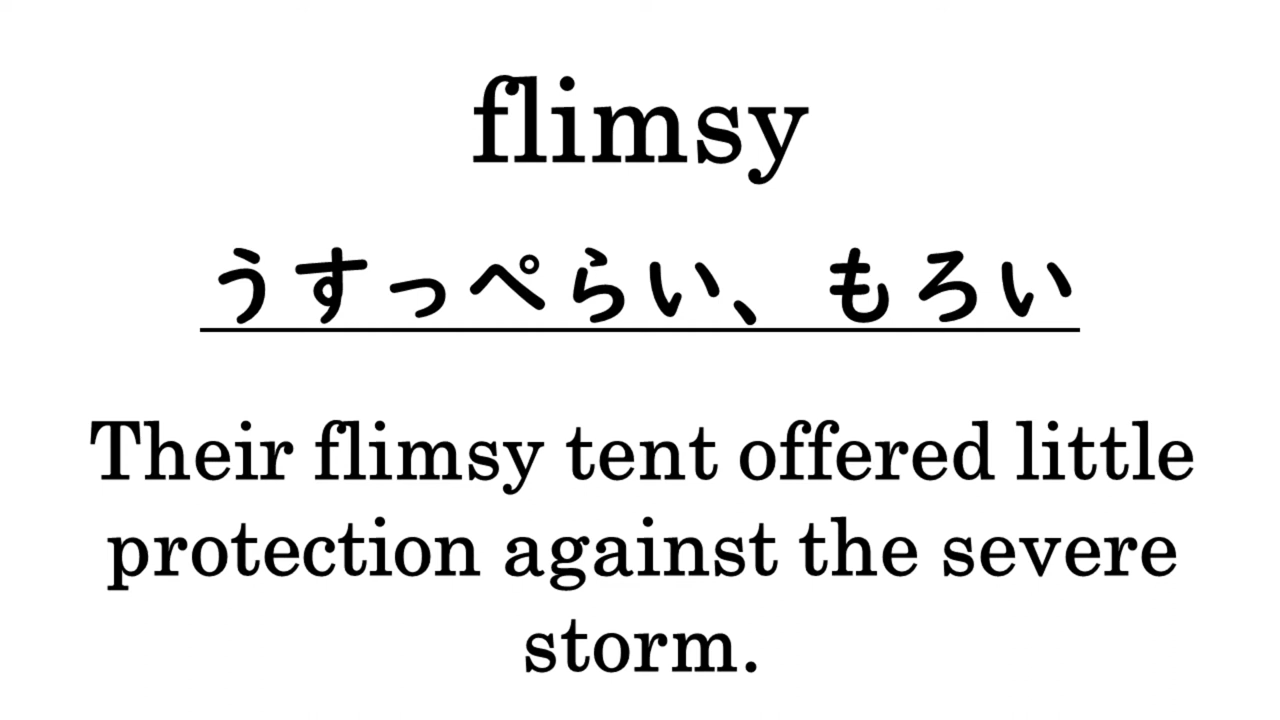 flimsy
うすっぺらい、もろい
Their flimsy tent offered little
protection against the severe
storm.